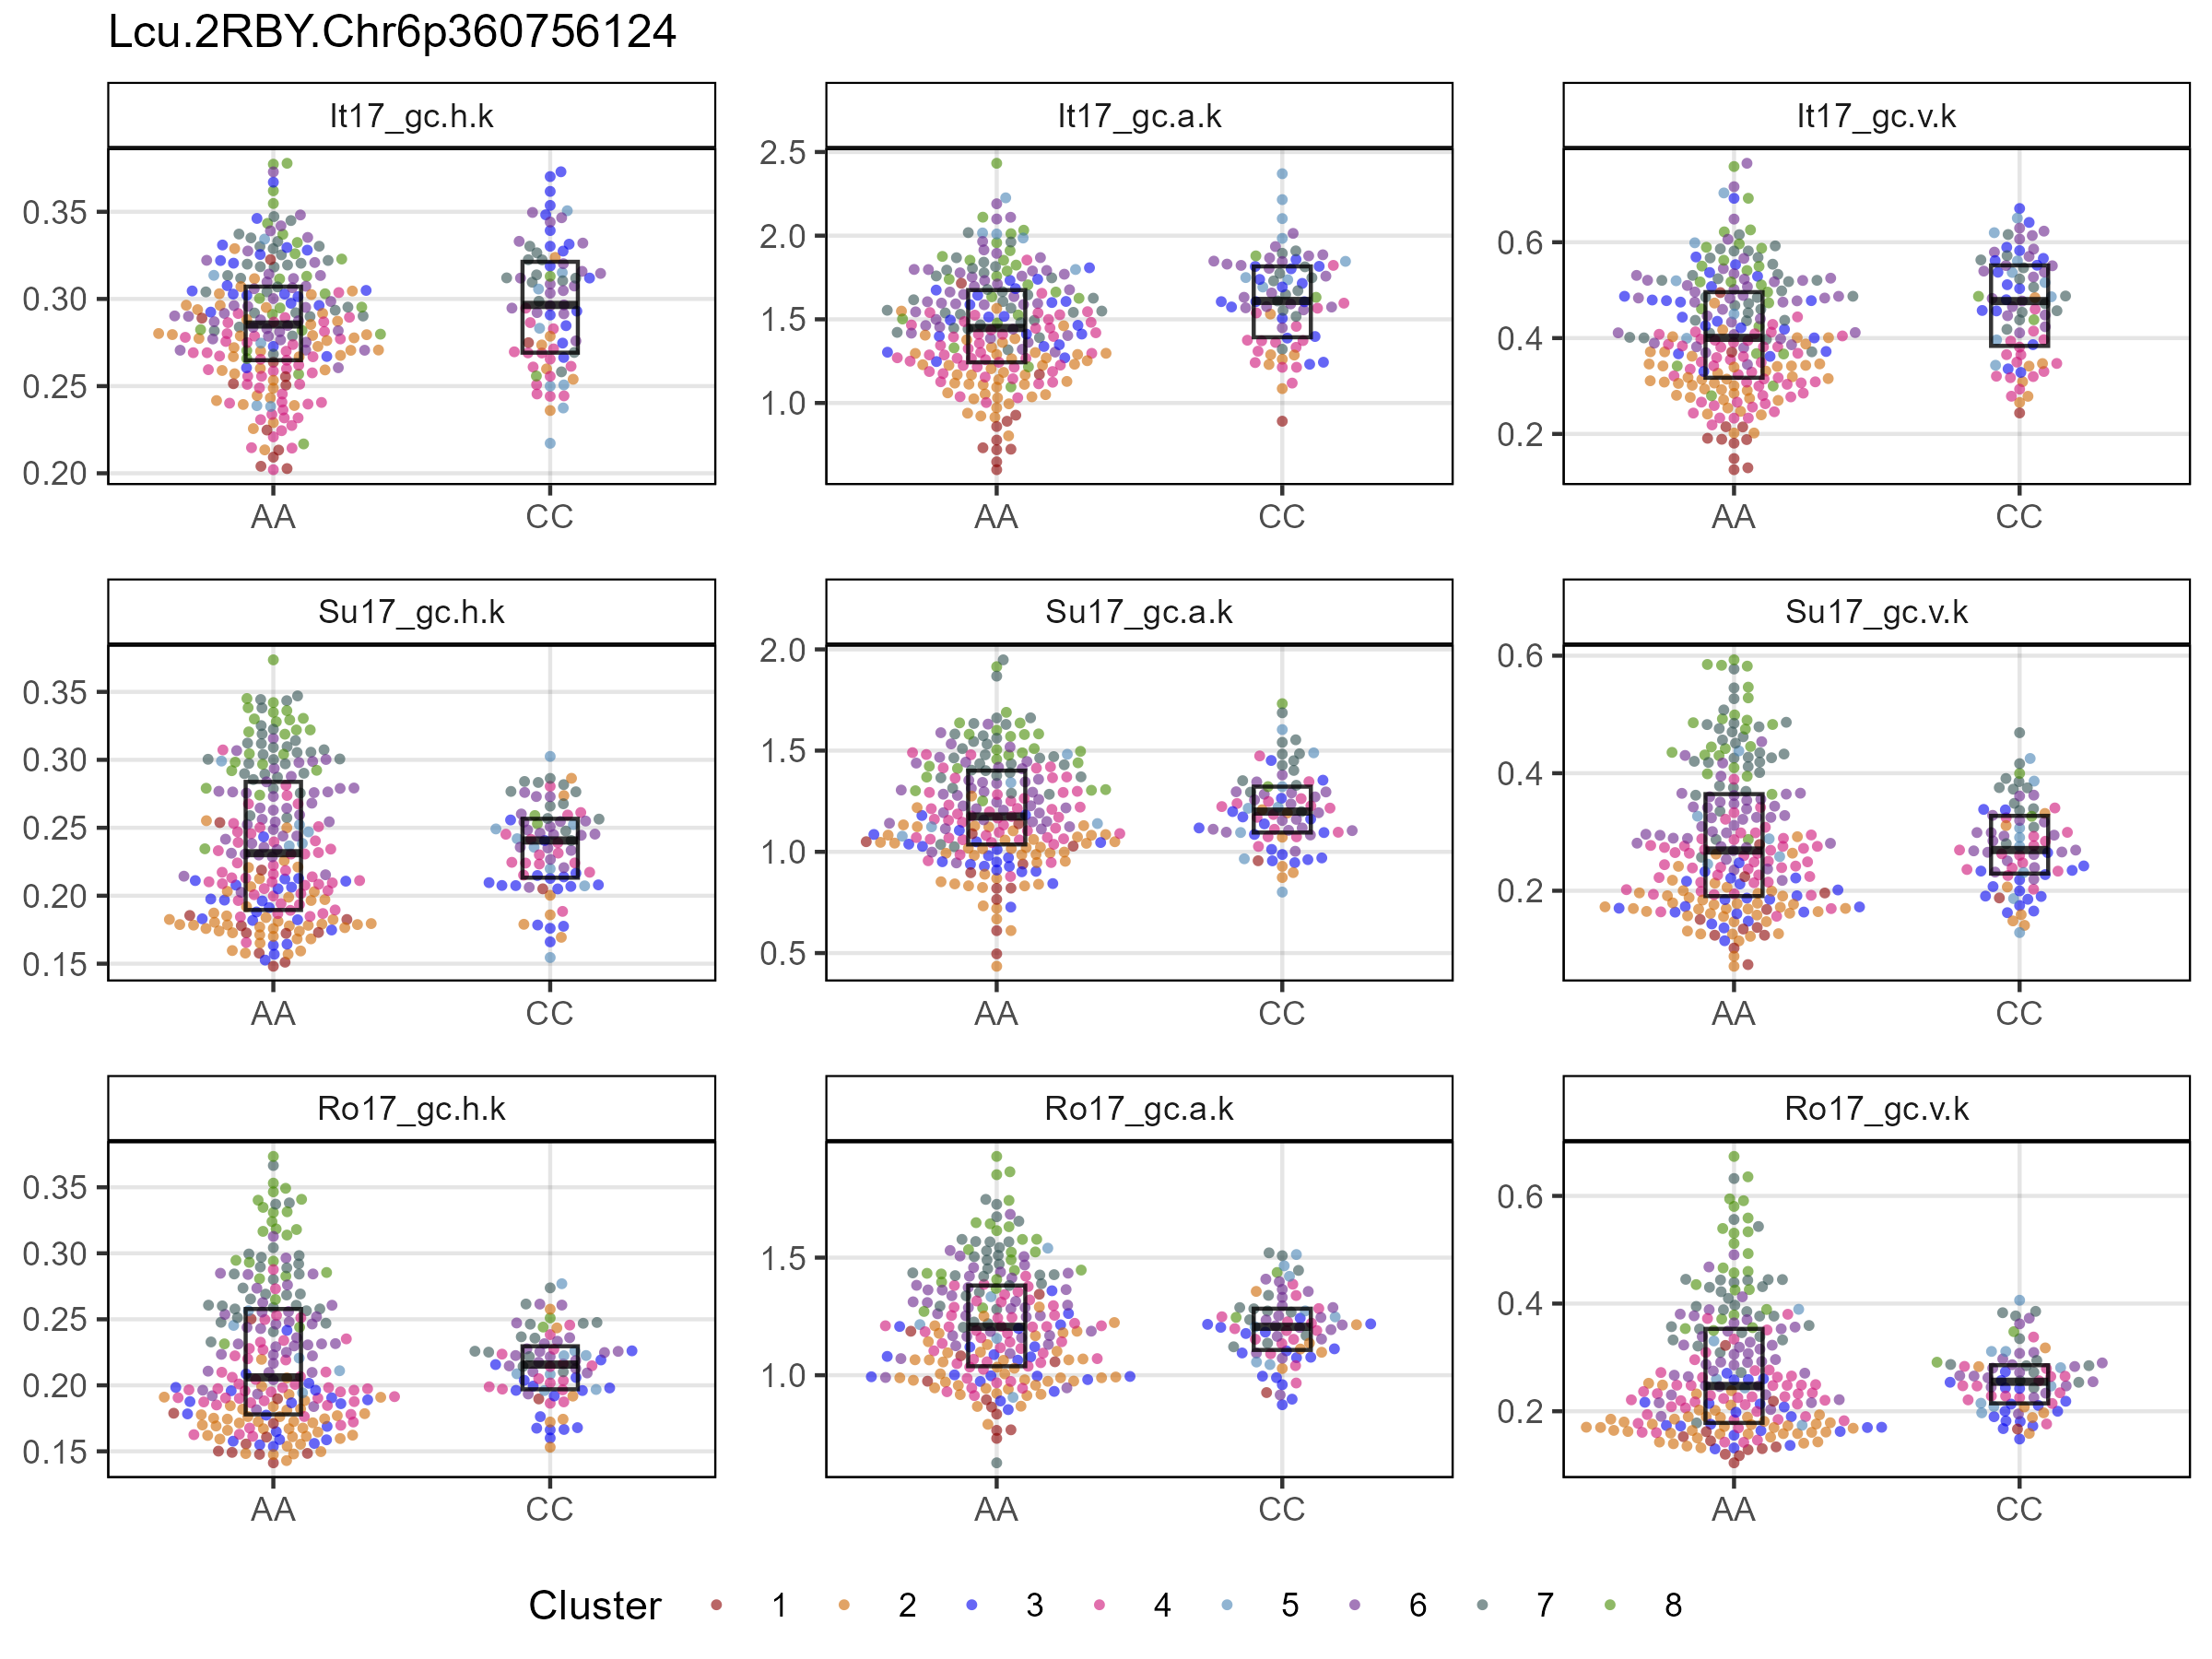 Lcu.2RBY.Chr6p360756124
It17_gc.h.k
It17_gc.a.k
It17_gc.v.k
0.35
0.30
0.25
0.20
AA CC
2.5
2.0
1.5
1.0
AA CC
0.6
0.4
0.2
AA CC
Su17_gc.h.k
Su17_gc.a.k
Su17_gc.v.k
0.35
0.30
0.25
0.20
0.15
AA CC
2.0
1.5
1.0
0.5
AA CC
0.6
0.4
0.2
AA CC
Ro17_gc.h.k
Ro17_gc.a.k
Ro17_gc.v.k
0.35
0.30
0.25
0.20
0.15
AA CC
1.5
1.0
AA CC
0.6
0.4
0.2
AA CC
Cluster 1 2 3 4 5 6 7 8